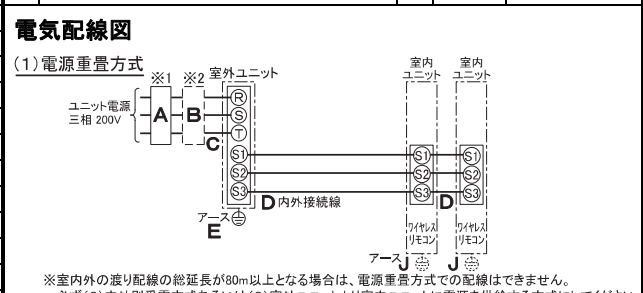 電気配線図
(1)電源重畳方式
※1 ※2 室外ユニット
室内ユニット
室内ユニット
ユニット電源
三相 200V
A
B
C
R
S
T
S1
S2
S3
S1
S2
S3
S1
S2
S3
D 内外接続線
D
アース
E
ワイヤレスリモコン
ワイヤレスリモコン
アース J
J
※室内外の渡り配線の総延長が80m以上となる場合は、電源重畳方式での配線はできません。